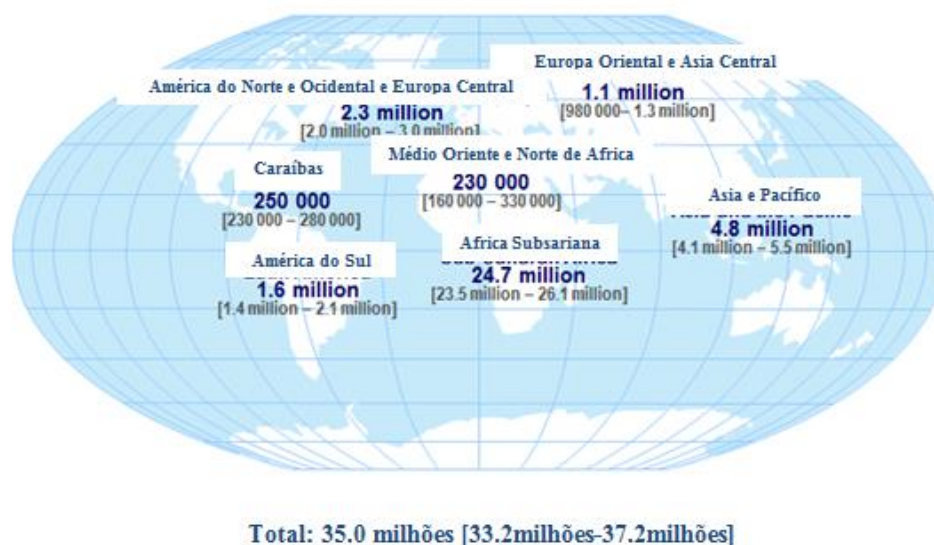 Europa Oriental e Asia Central
1.1 million
[980 000– 1.3 million]
América do Norte e Ocidental e Europa Central
2.3 million
[2.0 million – 3.0 million]
Médio Oriente e Norte de Africa
230 000
[160 000 – 330 000]
Caraíbas
250 000
[230 000 – 280 000]
Asia e Pacífico
4.8 million
[4.1 million – 5.5 million]
Africa Subsariana
24.7 million
[23.5 million – 26.1 million]
América do Sul
1.6 million
[1.4 million – 2.1 million]
Total: 35.0 milhões [33.2milhões-37.2milhões]